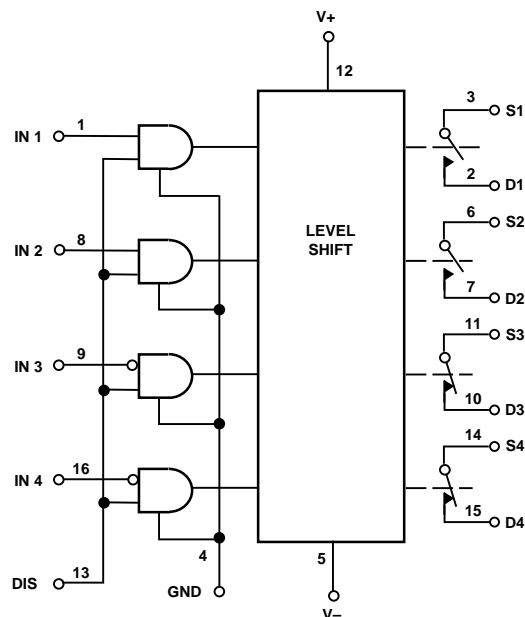 V+
12
IN 1
1
3
S1
2
D1
IN 2
8
LEVEL
SHIFT
6
S2
7
D2
IN 3
9
11
S3
10
D3
IN 4
16
14
S4
15
D4
DIS
13
4
GND
5
V–